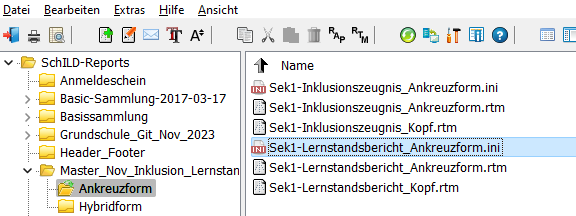 Datei Bearbeiten Extras Hilfe Ansicht
T A RAP RTM
SchILD-Reports
Anmeldeschein
Basic-Sammlung-2017-03-17
Basissammlung
Grundschule_Git_Nov_2023
Header_Footer
Master_Nov_Inklusion_Lernstan
Ankreuzform
Hybridform
Name
Sek1-Inklusionszeugnis_Ankreuzform.ini
Sek1-Inklusionszeugnis_Ankreuzform.rtm
Sek1-Inklusionszeugnis_Kopf.rtm
Sek1-Lernstandsbericht_Ankreuzform.ini
Sek1-Lernstandsbericht_Ankreuzform.rtm
Sek1-Lernstandsbericht_Kopf.rtm